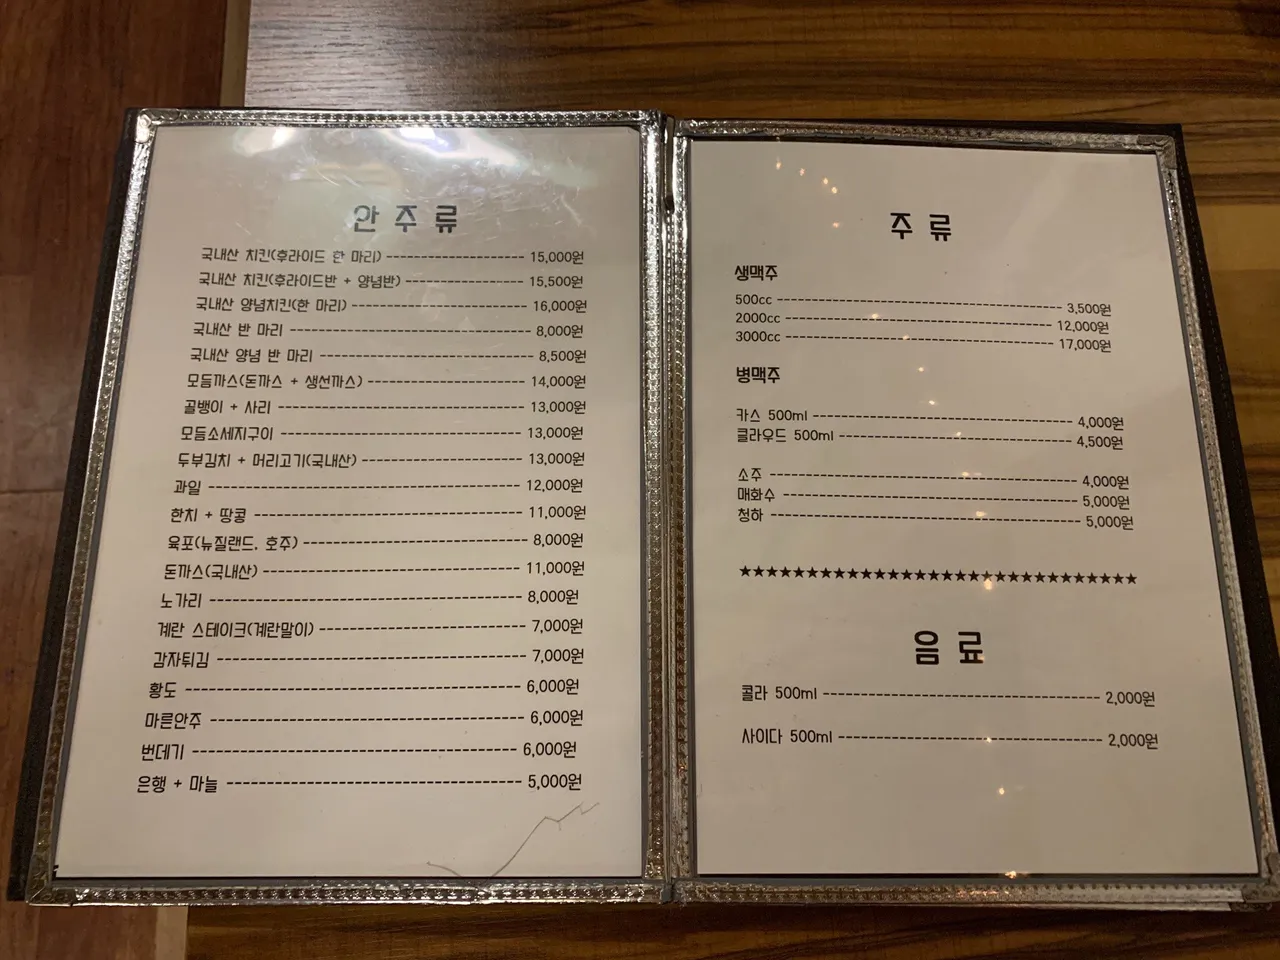 안주류
국내산 치킨(후라이드 한 마리) 15,000원
국내산 치킨(후라이드반 + 양념반) 15,500원
국내산 양념치킨(한 마리) 16,000원
국내산 반 마리 8,000원
국내산 양념 반 마리 8,500원
모듬까스(돈까스 + 생선까스) 14,000원
골뱅이 + 사리 13,000원
모듬소세지구이 13,000원
두부김치 + 머리고기(국내산) 13,000원
과일 12,000원
한치 + 땅콩 11,000원
육포(뉴질랜드, 호주) 8,000원
돈까스(국내산) 11,000원
노가리 8,000원
계란 스테이크(계란말이) 7,000원
감자튀김 7,000원
황도 6,000원
마른안주 6,000원
번데기 6,000원
은행 + 마늘 5,000원
주류
생맥주
500cc 3,500원
2000cc 12,000원
3000cc 17,000원
병맥주
카스 500ml 4,000원
클라우드 500ml 4,500원
소주 4,000원
매화수 5,000원
청하 5,000원
★★★★★★★★★★★★★★★★★★★★★★★★★★★★★★
음료
콜라 500ml 2,000원
사이다 500ml 2,000원